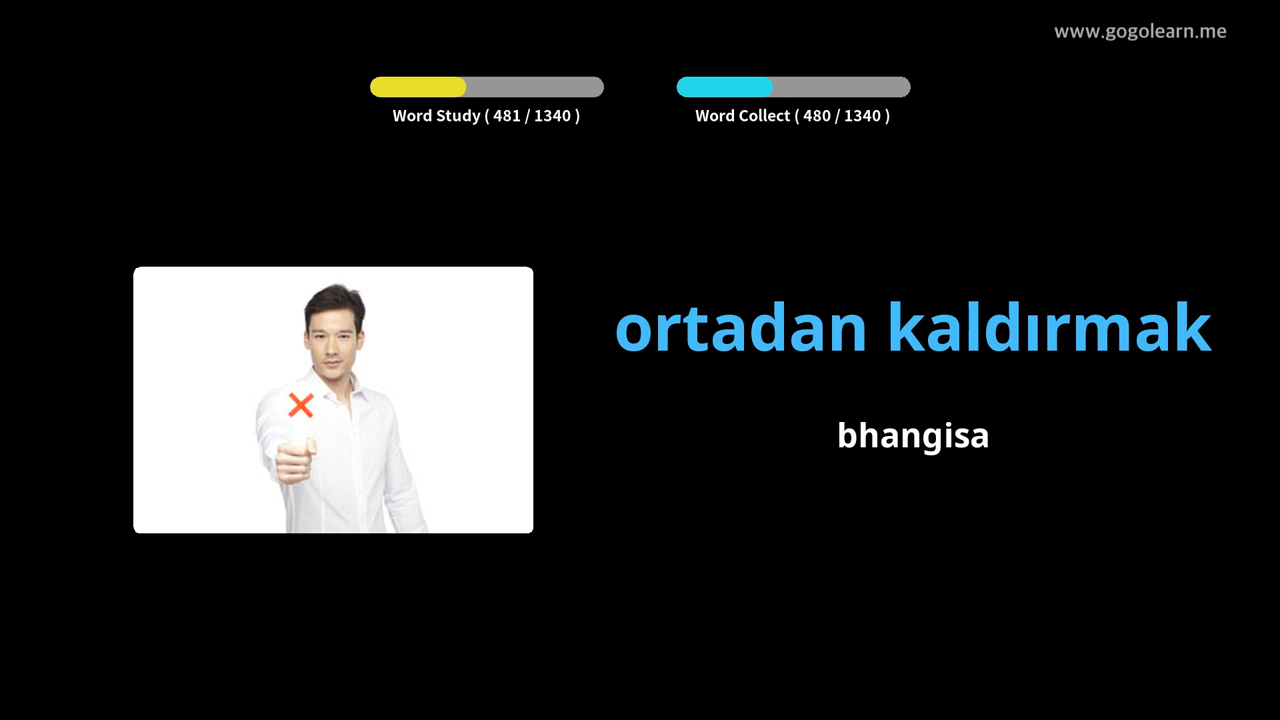 www.gogolearn.me
Word Study ( 481 / 1340 )
Word Collect ( 480 / 1340 )
ortadan kaldırmak
bhangisa